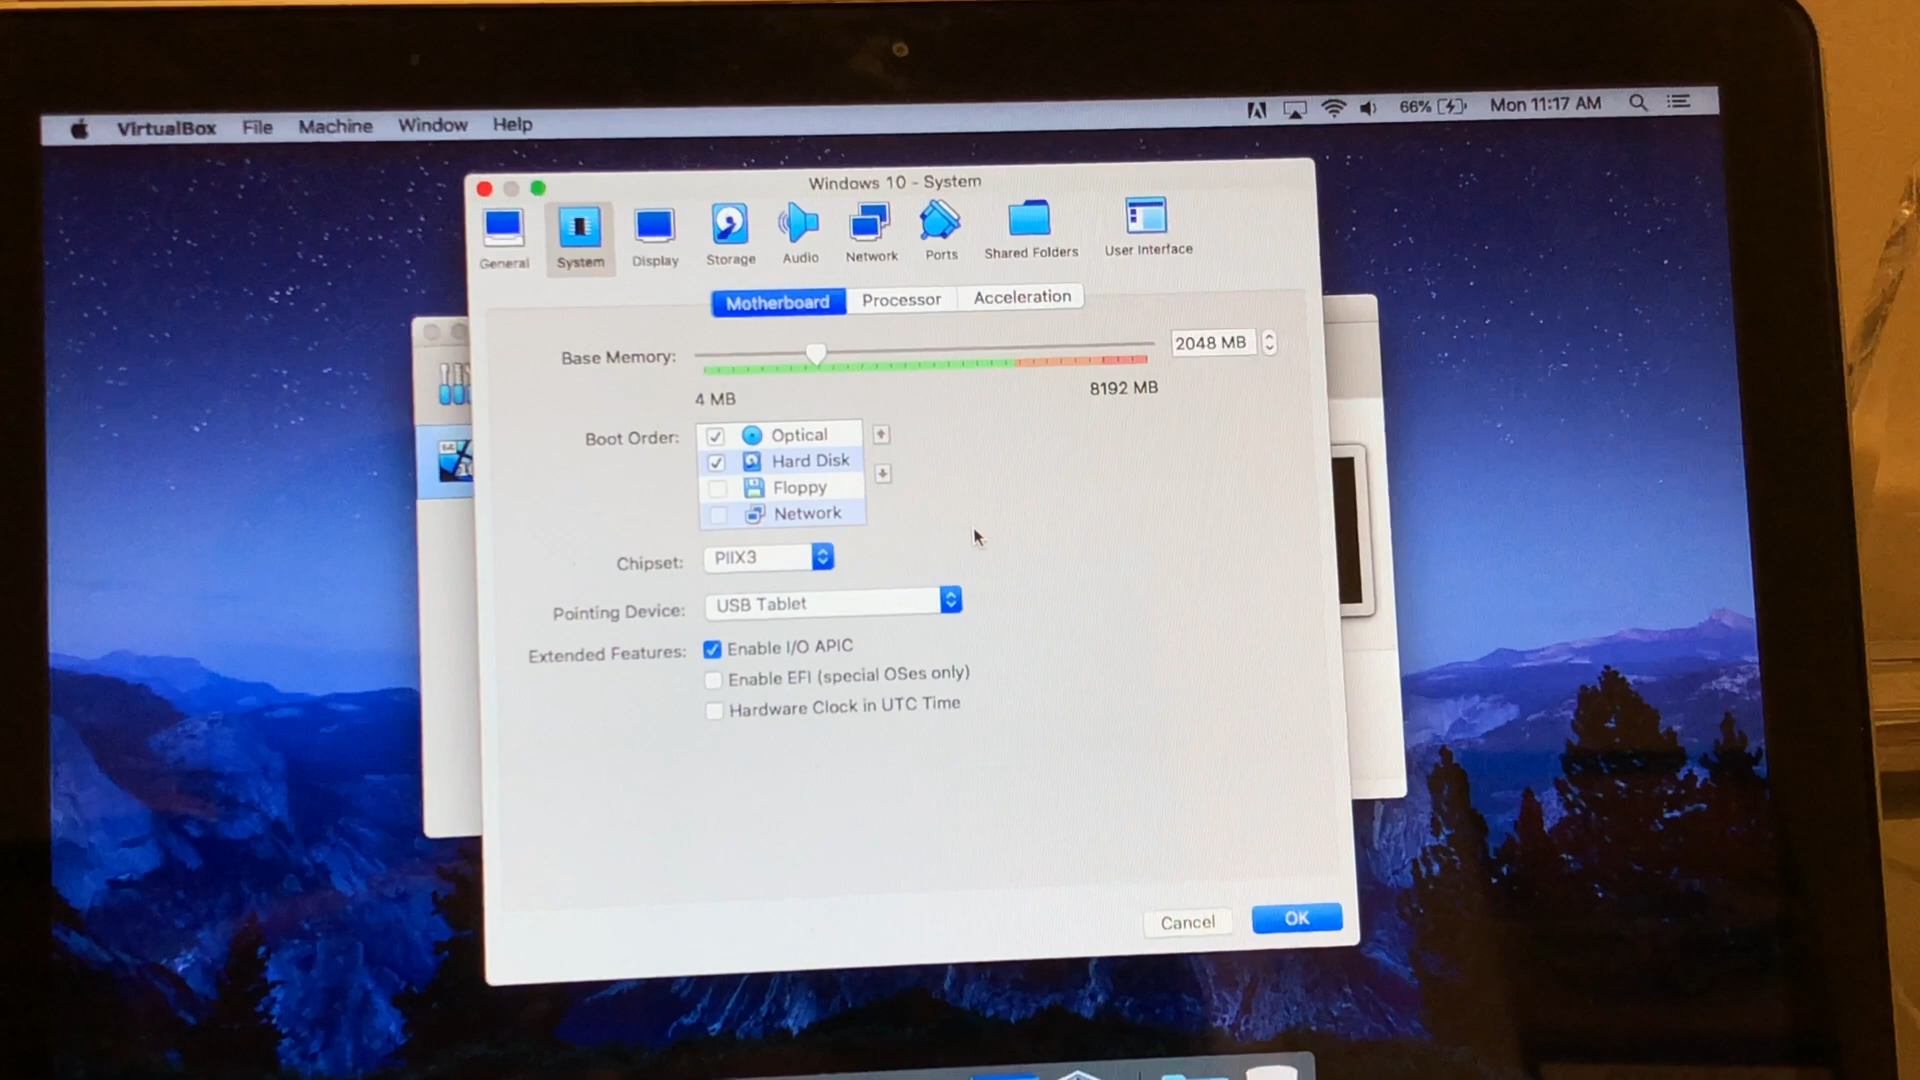 VirtualBox File Machine Window Help 66% Mon 11:17 AM
Windows 10 - System
General System Display Storage Audio Network Ports Shared Folders User Interface
Motherboard Processor Acceleration
Base Memory: 2048 MB
4 MB 8192 MB
Boot Order: Optical
Hard Disk
Floppy
Network
Chipset: PIIX3
Pointing Device: USB Tablet
Extended Features: Enable I/O APIC
Enable EFI (special OSes only)
Hardware Clock in UTC Time
Cancel OK